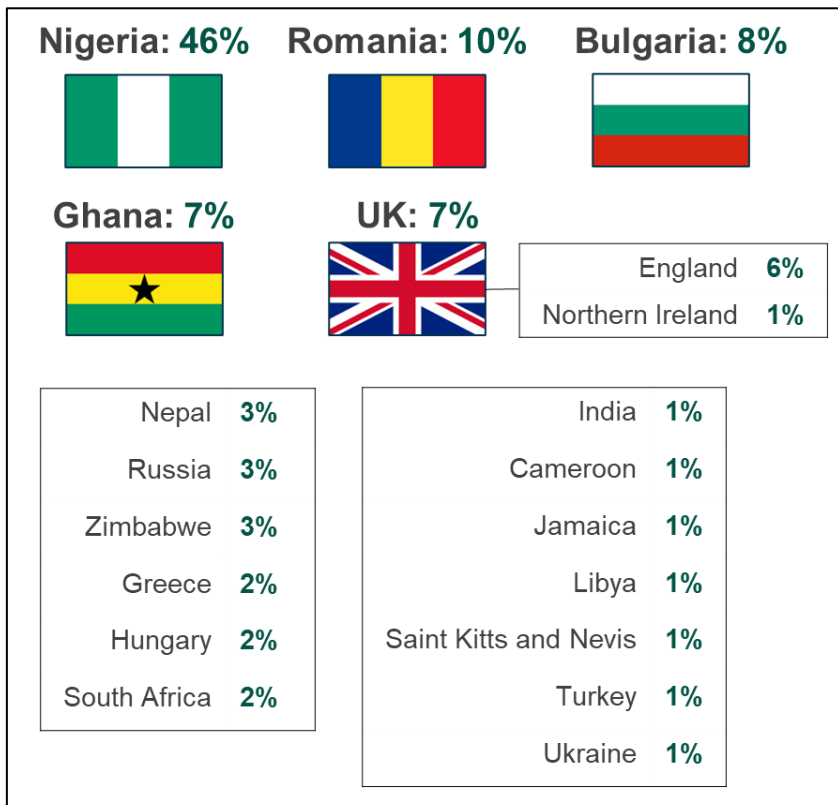 Nigeria: 46%
Romania: 10%
Bulgaria: 8%
Ghana: 7%
UK: 7%
England 6%
Northern Ireland 1%
Nepal 3%
Russia 3%
Zimbabwe 3%
Greece 2%
Hungary 2%
South Africa 2%
India 1%
Cameroon 1%
Jamaica 1%
Libya 1%
Saint Kitts and Nevis 1%
Turkey 1%
Ukraine 1%